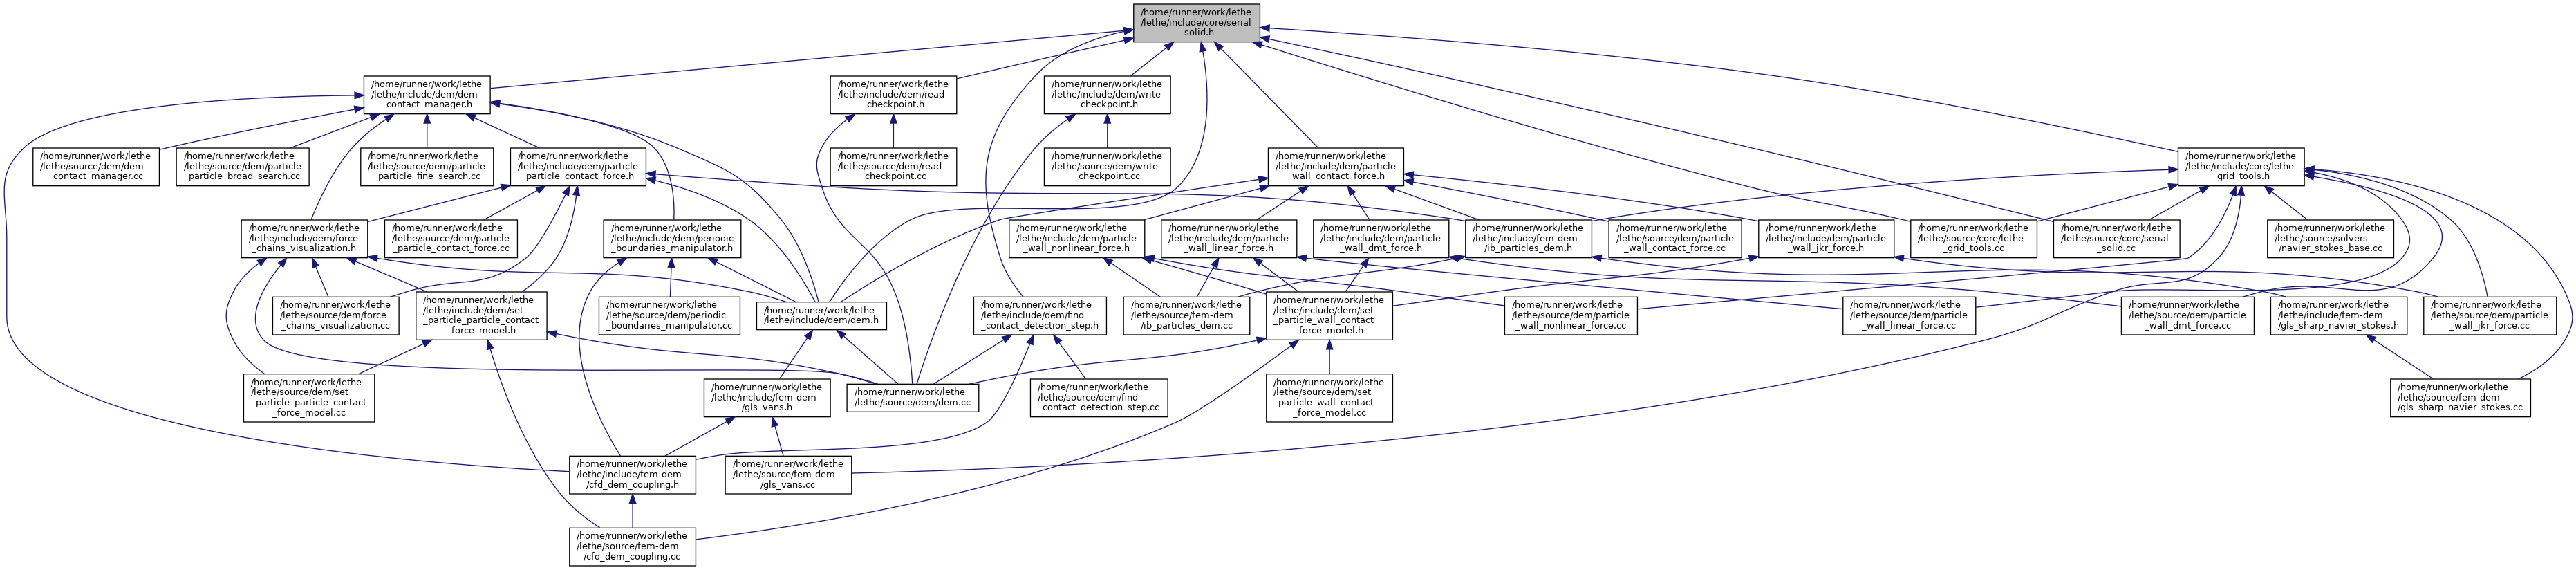 /home/runner/work/lethe
/lethe/include/core/serial
_solid.h
/home/runner/work/lethe
/lethe/include/dem/dem
_contact_manager.h
/home/runner/work/lethe
/lethe/include/dem/read
_checkpoint.h
/home/runner/work/lethe
/lethe/include/dem/write
_checkpoint.h
/home/runner/work/lethe
/lethe/source/dem/dem
_contact_manager.cc
/home/runner/work/lethe
/lethe/source/dem/particle
_particle_broad_search.cc
/home/runner/work/lethe
/lethe/source/dem/particle
_particle_fine_search.cc
/home/runner/work/lethe
/lethe/include/dem/particle
_particle_contact_force.h
/home/runner/work/lethe
/lethe/source/dem/read
_checkpoint.cc
/home/runner/work/lethe
/lethe/source/dem/write
_checkpoint.cc
/home/runner/work/lethe
/lethe/include/dem/particle
_wall_contact_force.h
/home/runner/work/lethe
/lethe/include/core/lethe
_grid_tools.h
/home/runner/work/lethe
/lethe/include/dem/force
_chains_visualization.h
/home/runner/work/lethe
/lethe/source/dem/particle
_particle_contact_force.cc
/home/runner/work/lethe
/lethe/include/dem/periodic
_boundaries_manipulator.h
/home/runner/work/lethe
/lethe/include/dem/particle
_wall_nonlinear_force.h
/home/runner/work/lethe
/lethe/include/dem/particle
_wall_linear_force.h
/home/runner/work/lethe
/lethe/include/dem/particle
_wall_dmt_force.h
/home/runner/work/lethe
/lethe/include/fem-dem
/ib_particles_dem.h
/home/runner/work/lethe
/lethe/source/dem/particle
_wall_contact_force.cc
/home/runner/work/lethe
/lethe/include/dem/particle
_wall_jkr_force.h
/home/runner/work/lethe
/lethe/source/core/lethe
_grid_tools.cc
/home/runner/work/lethe
/lethe/source/core/serial
_solid.cc
/home/runner/work/lethe
/lethe/source/solvers
/navier_stokes_base.cc
/home/runner/work/lethe
/lethe/source/dem/force
_chains_visualization.cc
/home/runner/work/lethe
/lethe/include/dem/set
_particle_particle_contact
_force_model.h
/home/runner/work/lethe
/lethe/source/dem/periodic
_boundaries_manipulator.cc
/home/runner/work/lethe
/lethe/include/dem/dem.h
/home/runner/work/lethe
/lethe/include/dem/find
_contact_detection_step.h
/home/runner/work/lethe
/lethe/source/fem-dem
/ib_particles_dem.cc
/home/runner/work/lethe
/lethe/include/dem/set
_particle_wall_contact
_force_model.h
/home/runner/work/lethe
/lethe/source/dem/particle
_wall_nonlinear_force.cc
/home/runner/work/lethe
/lethe/source/dem/particle
_wall_linear_force.cc
/home/runner/work/lethe
/lethe/source/dem/particle
_wall_dmt_force.cc
/home/runner/work/lethe
/lethe/include/fem-dem
/gls_sharp_navier_stokes.h
/home/runner/work/lethe
/lethe/source/dem/particle
_wall_jkr_force.cc
/home/runner/work/lethe
/lethe/source/dem/set
_particle_particle_contact
_force_model.cc
/home/runner/work/lethe
/lethe/include/fem-dem
/gls_vans.h
/home/runner/work/lethe
/lethe/source/dem/dem.cc
/home/runner/work/lethe
/lethe/source/dem/find
_contact_detection_step.cc
/home/runner/work/lethe
/lethe/source/dem/set
_particle_wall_contact
_force_model.cc
/home/runner/work/lethe
/lethe/source/fem-dem
/gls_sharp_navier_stokes.cc
/home/runner/work/lethe
/lethe/include/fem-dem
/cfd_dem_coupling.h
/home/runner/work/lethe
/lethe/source/fem-dem
/gls_vans.cc
/home/runner/work/lethe
/lethe/source/fem-dem
/cfd_dem_coupling.cc